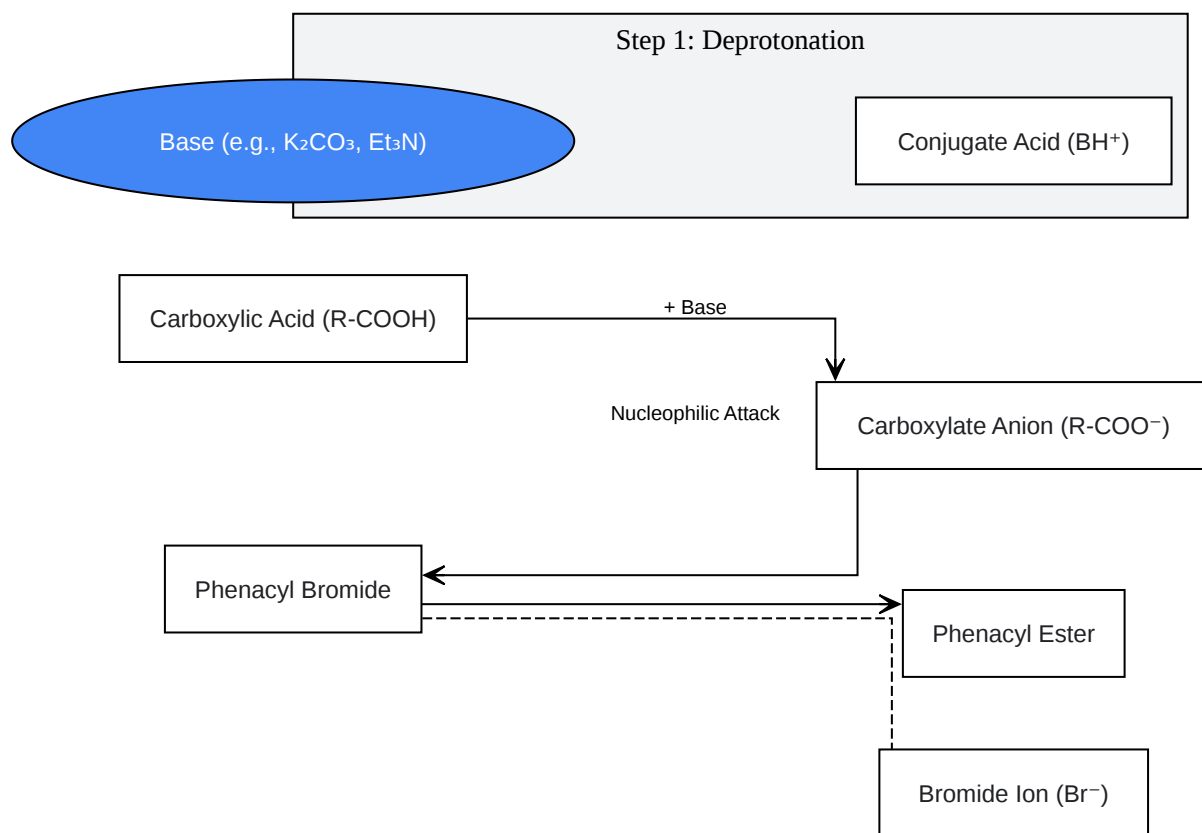 Step 1: Deprotonation
Base (e.g., K₂CO₃, Et₃N)
Conjugate Acid (BH⁺)
Carboxylic Acid (R-COOH)
+ Base
Nucleophilic Attack
Carboxylate Anion (R-COO⁻)
Phenacyl Bromide
Phenacyl Ester
Bromide Ion (Br⁻)